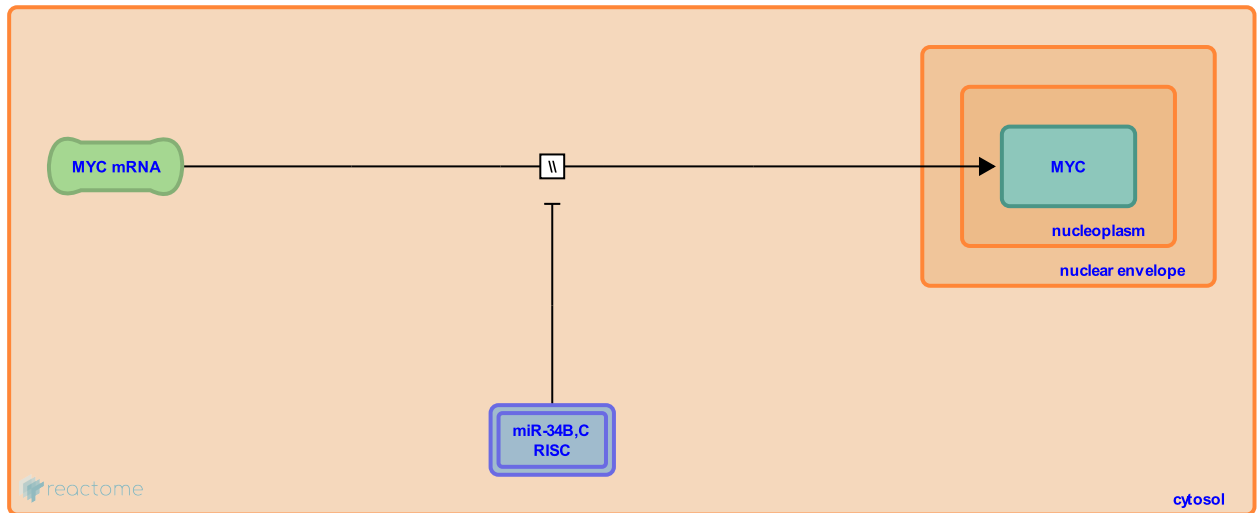 MYC mRNA
\\
MYC
nucleoplasm
nuclear envelope
miR-34B,C
RISC
reactome
cytosol